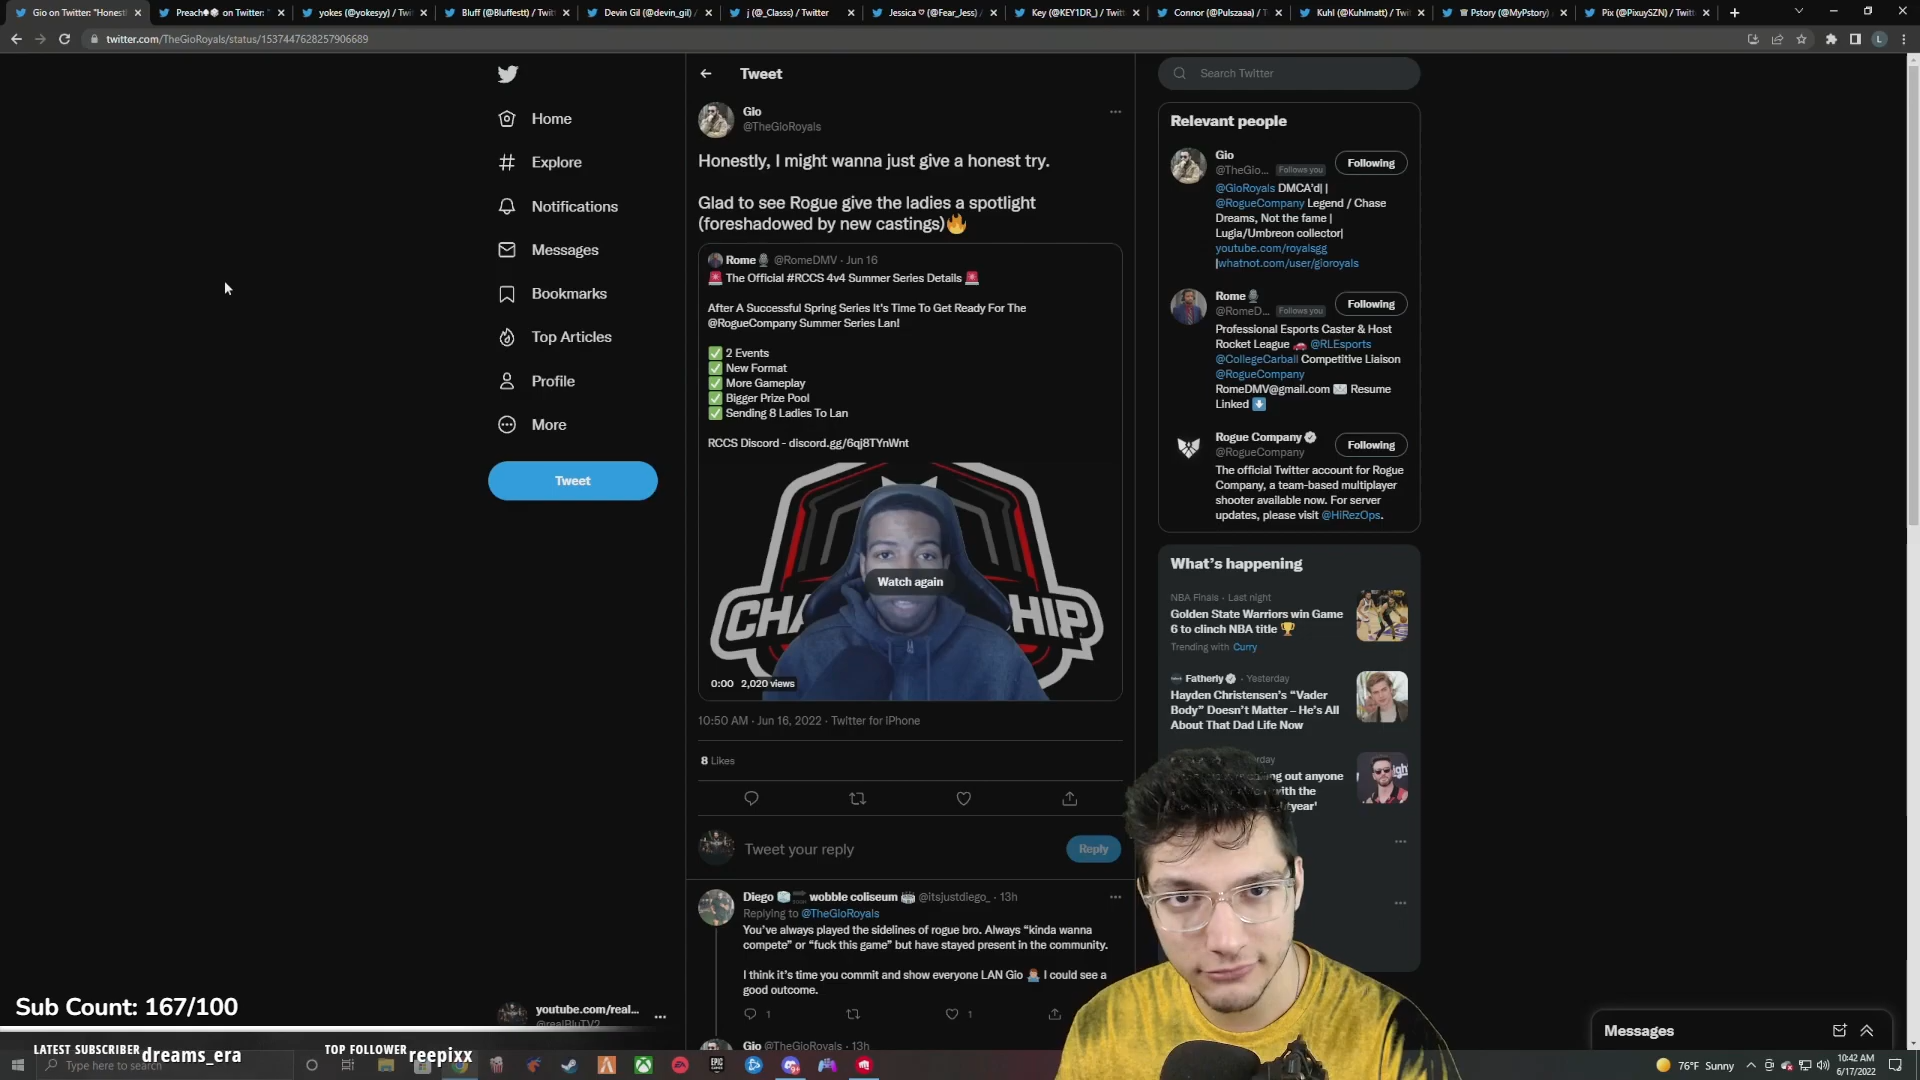 Gio on Twitter: "Honest
Preach on Twitter: "
yokes (@yokesyy) / Twi
Bluff (@Bluffestt) / Twit
Devin Gil (@devin_gil) /
j (@_Classs) / Twitter
Jessica ♡ (@Fear_Jess) /
Key (@KEY1DR_) / Twitt
Connor (@Pulszaaa) / T
Kuhl (@Kuhlmatt) / Twit
Pstory (@MyPstory)
Pix (@PixuySZN) / Twitt
twitter.com/TheGioRoyals/status/1537447628257906689
L
Home
Explore
Notifications
Messages
Bookmarks
Top Articles
Profile
More
Tweet
youtube.com/real...
@realBluTV2
Tweet
Gio
@TheGioRoyals
Honestly, I might wanna just give a honest try.
Glad to see Rogue give the ladies a spotlight
(foreshadowed by new castings)🔥
Rome🎙 @RomeDMV · Jun 16
🚨 The Official #RCCS 4v4 Summer Series Details 🚨
After A Successful Spring Series It's Time To Get Ready For The
@RogueCompany Summer Series Lan!
✅ 2 Events
✅ New Format
✅ More Gameplay
✅ Bigger Prize Pool
✅ Sending 8 Ladies To Lan
RCCS Discord - discord.gg/6qj8TYnWnt
CHA HIP
Watch again
0:00 2,020 views
10:50 AM · Jun 16, 2022 · Twitter for iPhone
8 Likes
Tweet your reply
Reply
Diego wobble coliseum @itsjustdiego_ · 13h
Replying to @TheGioRoyals
You've always played the sidelines of rogue bro. Always "kinda wanna
compete" or "fuck this game" but have stayed present in the community.
I think it's time you commit and show everyone LAN Gio I could see a
good outcome.
1 1
Gio @TheGioRoyals · 13h
Search Twitter
Relevant people
Gio
@TheGio... Follows you
Following
@GioRoyals DMCA'd| |
@RogueCompany Legend / Chase
Dreams, Not the fame |
Lugia/Umbreon collector|
youtube.com/royalsgg
|whatnot.com/user/gioroyals
Rome🎙
@RomeD... Follows you
Following
Professional Esports Caster & Host
Rocket League 🚗 @RLEsports
@CollegeCarball Competitive Liaison
@RogueCompany
RomeDMV@gmail.com ✉ Resume
Linked ⬇
Rogue Company
@RogueCompany
Following
The official Twitter account for Rogue
Company, a team-based multiplayer
shooter available now. For server
updates, please visit @HiRezOps.
What's happening
NBA Finals · Last night
Golden State Warriors win Game
6 to clinch NBA title 🏆
Trending with Curry
Fatherly · Yesterday
Hayden Christensen's "Vader
Body" Doesn't Matter – He's All
About That Dad Life Now
out anyone
with the
Messages
Sub Count: 167/100
LATEST SUBSCRIBER dreams_era
TOP FOLLOWER reepixx
Type here to search
76°F Sunny
10:42 AM
6/17/2022